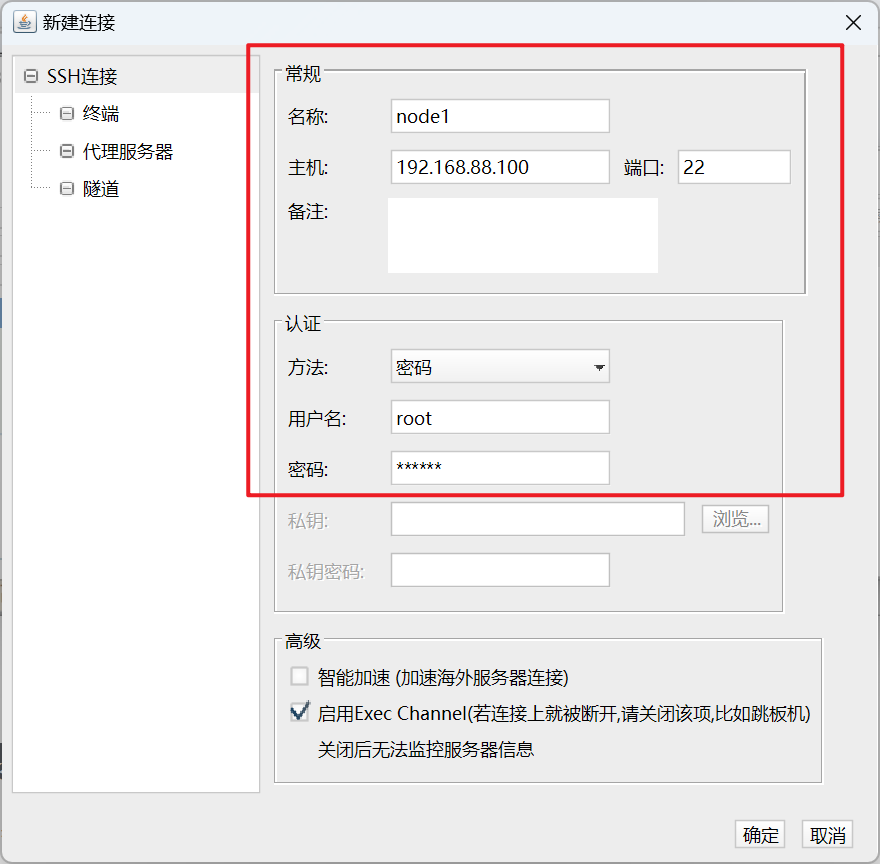 新建连接
SSH连接
终端
代理服务器
隧道
常规
名称: node1
主机: 192.168.88.100 端口: 22
备注:
认证
方法: 密码
用户名: root
密码: ******
私钥: 浏览...
私钥密码:
高级
智能加速 (加速海外服务器连接)
启用Exec Channel(若连接上就被断开,请关闭该项,比如跳板机)
关闭后无法监控服务器信息
确定 取消